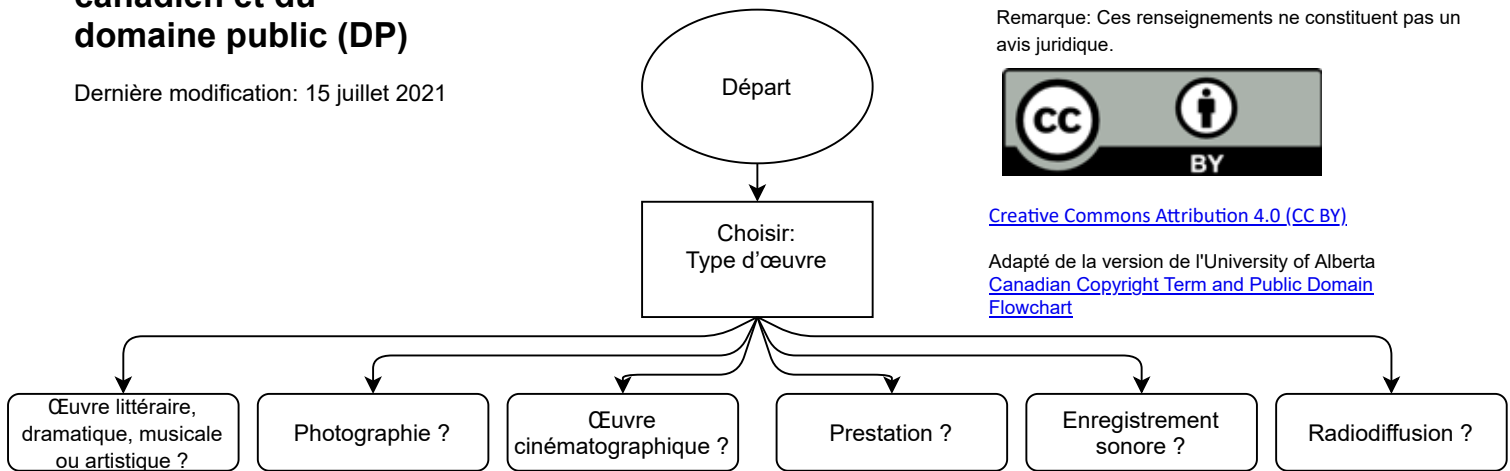 canadien et du
domaine public (DP)
Dernière modification: 15 juillet 2021
Départ
Remarque: Ces renseignements ne constituent pas un
avis juridique.
CC
BY
Creative Commons Attribution 4.0 (CC BY)
Adapté de la version de l'University of Alberta
Canadian Copyright Term and Public Domain
Flowchart
Choisir:
Type d'œuvre
Œuvre littéraire,
dramatique, musicale
ou artistique ?
Photographie ?
Œuvre
cinématographique ?
Prestation ?
Enregistrement
sonore ?
Radiodiffusion ?